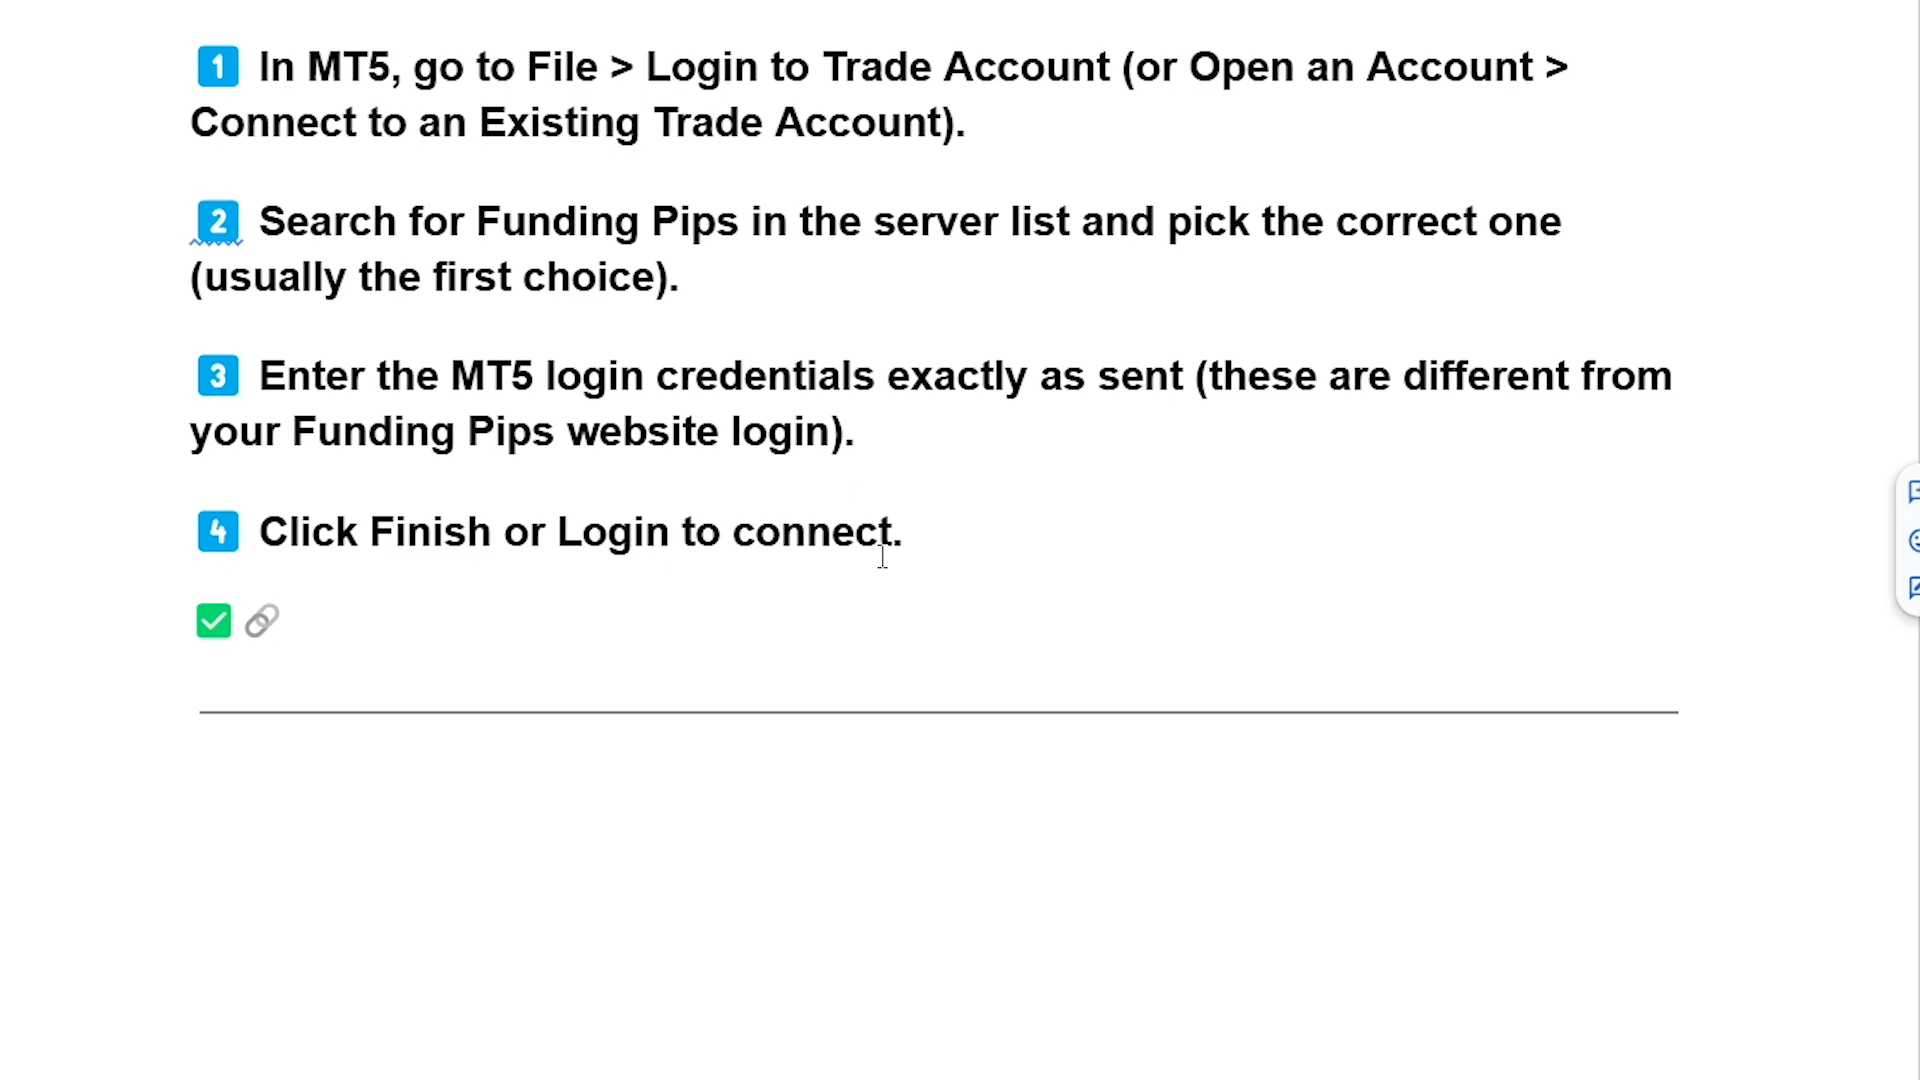 1️⃣ In MT5, go to File > Login to Trade Account (or Open an Account >
Connect to an Existing Trade Account).
2️⃣ Search for Funding Pips in the server list and pick the correct one
(usually the first choice).
3️⃣ Enter the MT5 login credentials exactly as sent (these are different from
your Funding Pips website login).
4️⃣ Click Finish or Login to connect.